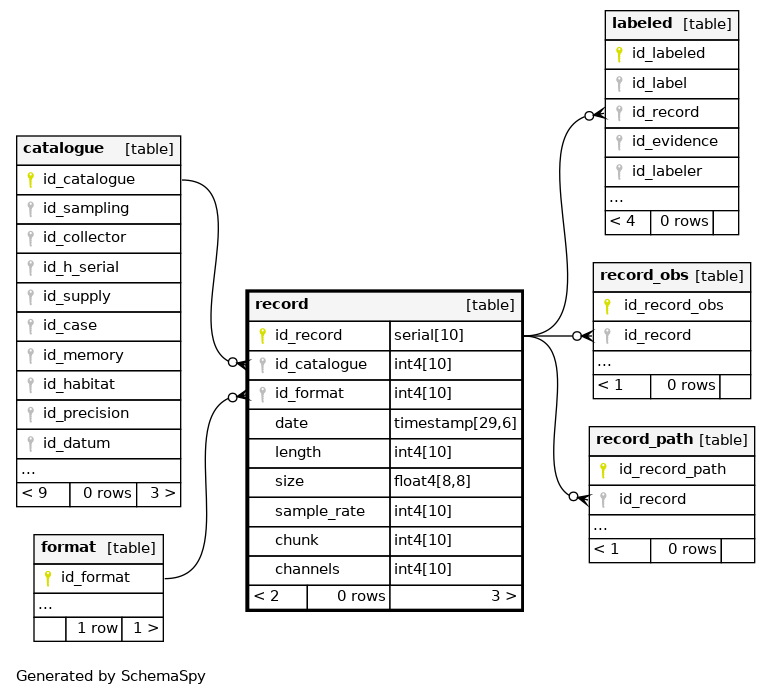 labeled [table]
id_labeled
id_label
id_record
id_evidence
id_labeler
...
< 4 0 rows
catalogue [table]
id_catalogue
id_sampling
id_collector
id_h_serial
id_supply
id_case
id_memory
id_habitat
id_precision
id_datum
...
< 9 0 rows 3 >
record_obs [table]
id_record_obs
id_record
...
< 1 0 rows
record [table]
id_record serial[10]
id_catalogue int4[10]
id_format int4[10]
date timestamp[29,6]
length int4[10]
size float4[8,8]
sample_rate int4[10]
chunk int4[10]
channels int4[10]
< 2 0 rows 3 >
record_path [table]
id_record_path
id_record
...
< 1 0 rows
format [table]
id_format
...
1 row 1 >
Generated by SchemaSpy